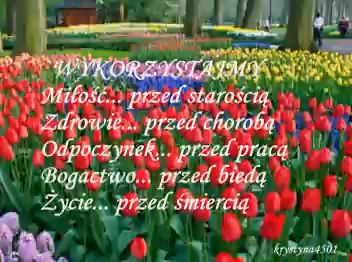 WYKORZYSTAJMY
Miłość... przed starością
Zdrowie... przed chorobą
Odpoczynek... przed pracą
Bogactwo... przed biedą
Życie... przed śmiercią
krystyna4501